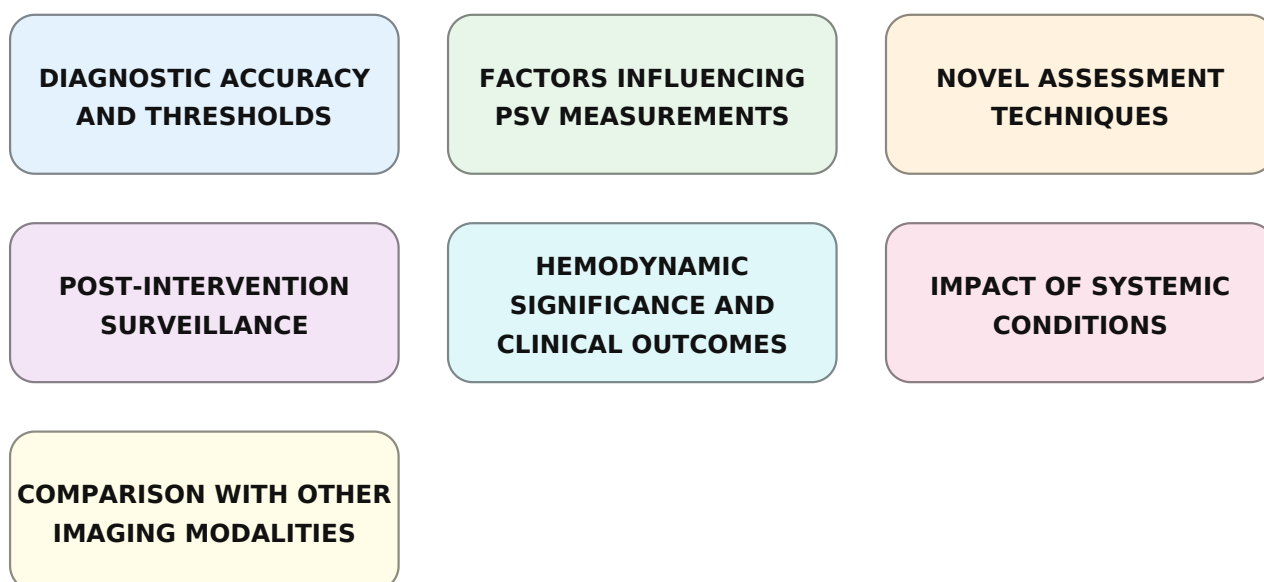 DIAGNOSTIC ACCURACY
AND THRESHOLDS
FACTORS INFLUENCING
PSV MEASUREMENTS
NOVEL ASSESSMENT
TECHNIQUES
POST-INTERVENTION
SURVEILLANCE
HEMODYNAMIC
SIGNIFICANCE AND
CLINICAL OUTCOMES
IMPACT OF SYSTEMIC
CONDITIONS
COMPARISON WITH OTHER
IMAGING MODALITIES